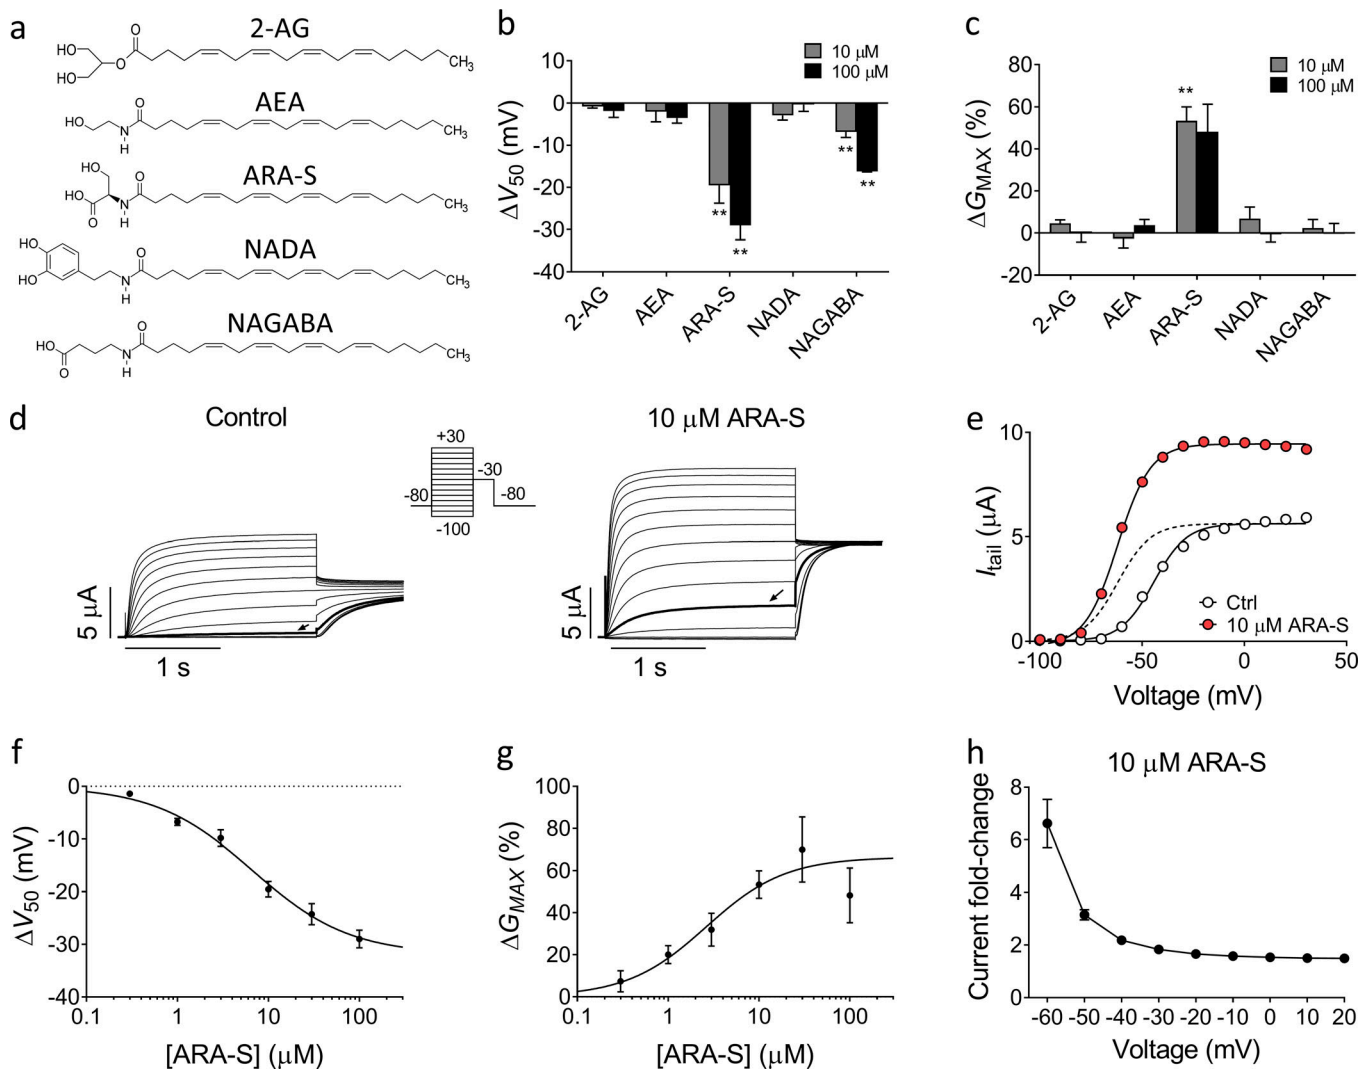 a
2-AG
HO
HO
O
O
CH3
AEA
HO
N
H
O
CH3
ARA-S
HO
HO
O
N
H
O
CH3
NADA
HO
HO
N
H
O
CH3
NAGABA
HO
O
N
H
O
CH3
b
10 μM
100 μM
10
0
-10
-20
-30
-40
ΔV50 (mV)
**
**
**
**
2-AG
AEA
ARA-S
NADA
NAGABA
c
10 μM
100 μM
80
60
40
20
0
-20
ΔGMAX (%)
**
2-AG
AEA
ARA-S
NADA
NAGABA
d
Control
5 μA
1 s
+30
-30
-80
-80
-100
10 μM ARA-S
5 μA
1 s
e
10
5
0
Itail (μA)
Ctrl
10 μM ARA-S
-100
-50
0
50
Voltage (mV)
f
0
-10
-20
-30
-40
ΔV50 (mV)
0.1
1
10
100
[ARA-S] (μM)
g
100
80
60
40
20
0
ΔGMAX (%)
0.1
1
10
100
[ARA-S] (μM)
h
10 μM ARA-S
8
6
4
2
0
Current fold-change
-60 -50 -40 -30 -20 -10 0 10 20
Voltage (mV)